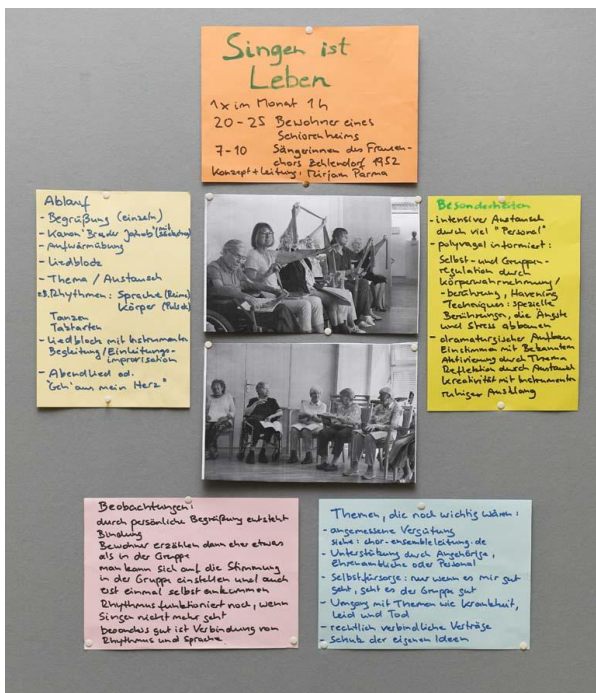 Singen ist
Leben
1x im Monat 1h
20-25 Bewohner eines
Seniorenheims
7-10 Sängerinnen des Frauen-
chors Zehlendorf 1952
Konzept + Leitung: Mirjam Parma
Ablauf
- Begrüßung (einzeln)
- Kanon "Bruder Jakob" (mit
- Aufwärmübung
- Liedblock
- Thema / Austausch
z.B. Rhythmen: Sprache (Reime)
Körper (Puls)
Tanzen
Taktarten
- Liedblock mit Instrumenten
Begleitung / Einleitungs-
improvisation
- Abendlied od.
"Geh' aus mein Herz"
Besonderheiten
- intensiver Austausch
durch viel "Personal"
- polyvagal informiert:
Selbst- und Gruppen-
regulation durch
Körperwahrnehmung /
-berührung, Havening
Techniques: spezielle
Berührungen, die Ängste
und Stress abbauen
- dramaturgischer Aufbau
Einstimmen mit Bekanntem
Aktivierung durch Thema
Reflektion durch Austausch
Kreativität mit Instrumenten
ruhiger Ausklang
Beobachtungen:
durch persönliche Begrüßung entsteht
Bindung
Bewohner erzählen dann eher etwas
als in der Gruppe
man kann sich auf die Stimmung
in der Gruppe einstellen und auch
erst einmal selbst ankommen
Rhythmus funktioniert noch, wenn
Singen nicht mehr geht
besonders gut ist Verbindung von
Rhythmus und Sprache
Themen, die noch wichtig wären:
- angemessene Vergütung
siehe: chor-ensembleleitung.de
- Unterstützung durch Angehörige,
Ehrenamtliche oder Personal
- Selbstfürsorge: nur wenn es mir gut
geht, geht es der Gruppe gut
- Umgang mit Themen wie Krankheit,
Leid und Tod
- rechtlich verbindliche Verträge
- Schutz der eigenen Ideen